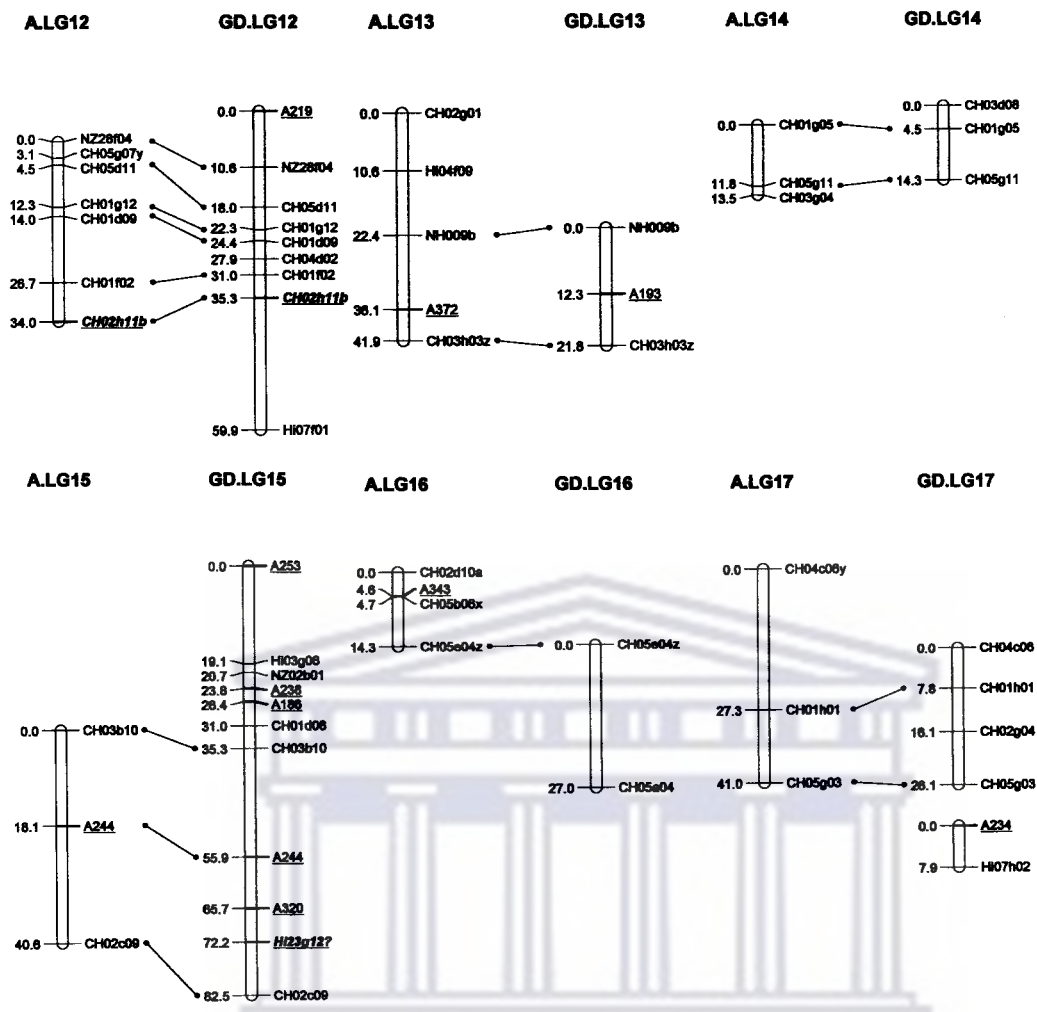 A.LG12
GD.LG12
A.LG13
GD.LG13
A.LG14
GD.LG14
0.0 NZ28f04
3.1 CH05g07y
4.5 CH05d11
12.3 CH01g12
14.0 CH01d09
26.7 CH01f02
34.0 CH02h11b
0.0 A219
10.6 NZ28f04
18.0 CH05d11
22.3 CH01g12
24.4 CH01d09
27.9 CH04d02
31.0 CH01f02
35.3 CH02h11b
59.9 Hi07f01
0.0 CH02g01
10.6 Hi04f09
22.4 NH009b
36.1 A372
41.9 CH03h03z
0.0 NH009b
12.3 A193
21.8 CH03h03z
0.0 CH01g05
11.8 CH05g11
13.5 CH03g04
0.0 CH03d08
4.5 CH01g05
14.3 CH05g11
A.LG15
GD.LG15
A.LG16
GD.LG16
A.LG17
GD.LG17
0.0 CH03b10
18.1 A244
40.6 CH02c09
0.0 A253
19.1 Hi03g06
20.7 NZ02b01
23.8 A236
26.4 A186
31.0 CH01d06
35.3 CH03b10
55.9 A244
65.7 A320
72.2 Hi23g12?
82.5 CH02c09
0.0 CH02d10a
4.6 A343
4.7 CH05b06x
14.3 CH05e04z
0.0 CH05e04z
27.0 CH05a04
0.0 CH04c06y
27.3 CH01h01
41.0 CH05g03
0.0 CH04c06
7.8 CH01h01
16.1 CH02g04
26.1 CH05g03
0.0 A234
7.9 Hi07h02